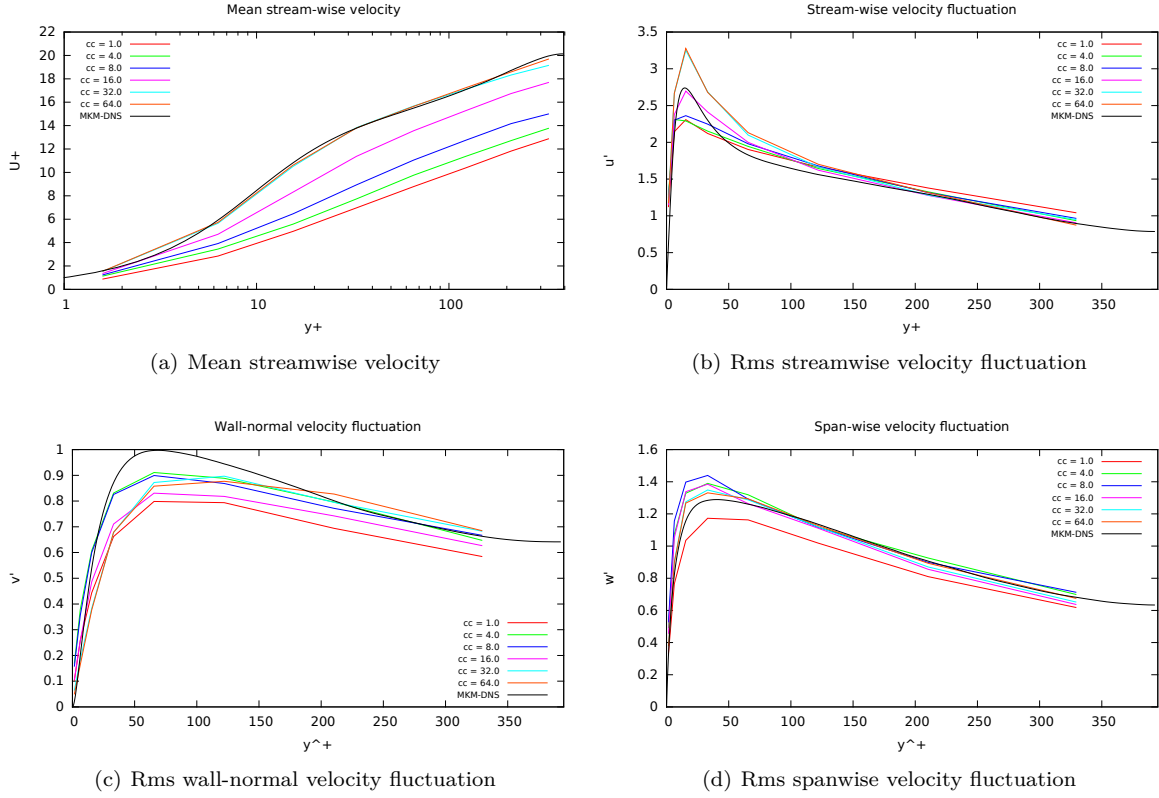 Mean stream-wise velocity
22
20
18
16
14
12
10
8
6
4
2
0
U+
cc = 1.0
cc = 4.0
cc = 8.0
cc = 16.0
cc = 32.0
cc = 64.0
MKM-DNS
1
10
100
y+
(a) Mean streamwise velocity
Stream-wise velocity fluctuation
3.5
3
2.5
2
1.5
1
0.5
0
u'
cc = 1.0
cc = 4.0
cc = 8.0
cc = 16.0
cc = 32.0
cc = 64.0
MKM-DNS
0 50 100 150 200 250 300 350
y+
(b) Rms streamwise velocity fluctuation
Wall-normal velocity fluctuation
1
0.9
0.8
0.7
0.6
0.5
0.4
0.3
0.2
0.1
0
v'
cc = 1.0
cc = 4.0
cc = 8.0
cc = 16.0
cc = 32.0
cc = 64.0
MKM-DNS
0 50 100 150 200 250 300 350
y^+
(c) Rms wall-normal velocity fluctuation
Span-wise velocity fluctuation
1.6
1.4
1.2
1
0.8
0.6
0.4
0.2
0
w'
cc = 1.0
cc = 4.0
cc = 8.0
cc = 16.0
cc = 32.0
cc = 64.0
MKM-DNS
0 50 100 150 200 250 300 350
y^+
(d) Rms spanwise velocity fluctuation